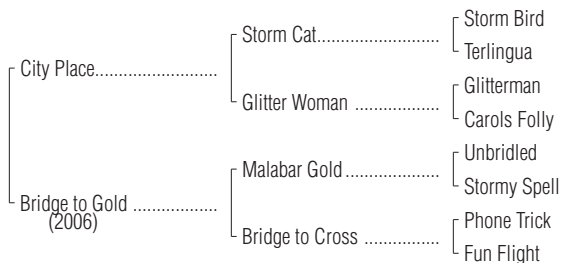 Storm Bird
Storm Cat..........................
Terlingua
City Place..........................
Glitterman
Glitter Woman ..................
Carols Folly
Unbridled
Malabar Gold....................
Stormy Spell
Bridge to Gold ..................
(2006)
Phone Trick
Bridge to Cross ................
Fun Flight